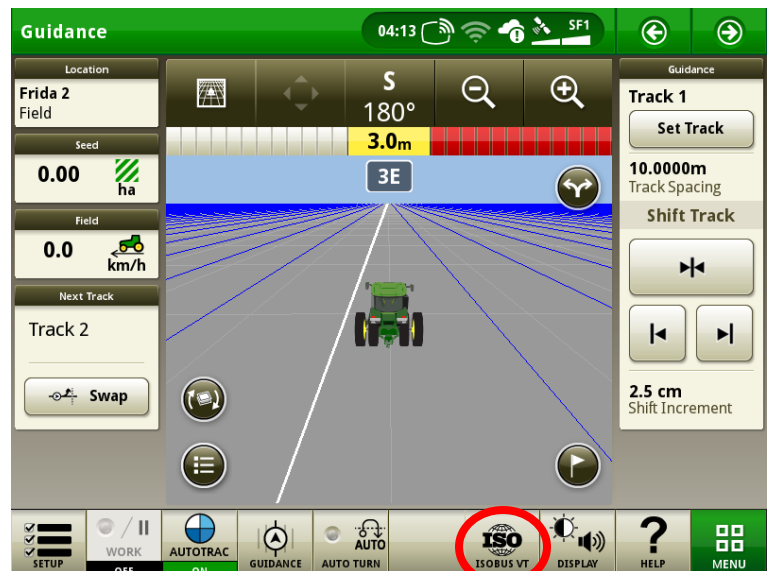 Guidance
04:13
SF1
Location
Frida 2
Field
Seed
0.00
ha
Field
0.0
km/h
Next Track
Track 2
Swap
S
180°
3.0m
3E
Guidance
Track 1
Set Track
10.0000m
Track Spacing
Shift Track
2.5 cm
Shift Increment
SETUP
WORK
OFF
AUTOTRAC
ON
GUIDANCE
AUTO
AUTO TURN
ISO
ISOBUS VT
DISPLAY
?
HELP
MENU